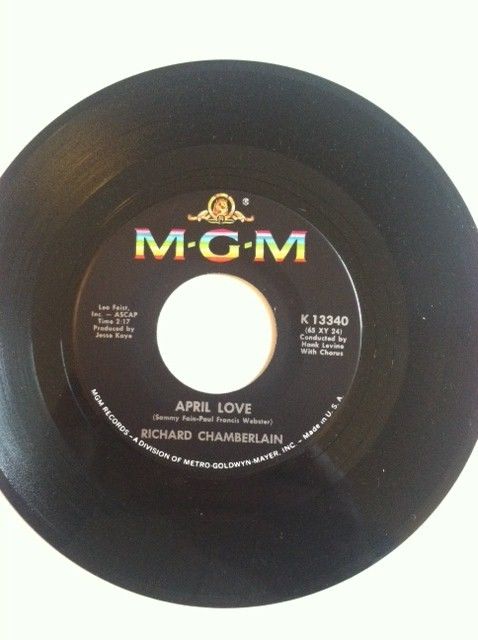 M-G-M
Leo Feist,
Inc. - ASCAP
Time 2:17
Produced by
Jesse Kaye
K 13340
(65 XY 24)
Conducted by
Hank Levine
With Chorus
APRIL LOVE
(Sammy Fain-Paul Francis Webster)
RICHARD CHAMBERLAIN
MGM RECORDS - A DIVISION OF METRO-GOLDWYN-MAYER, INC. - Made in U.S.A